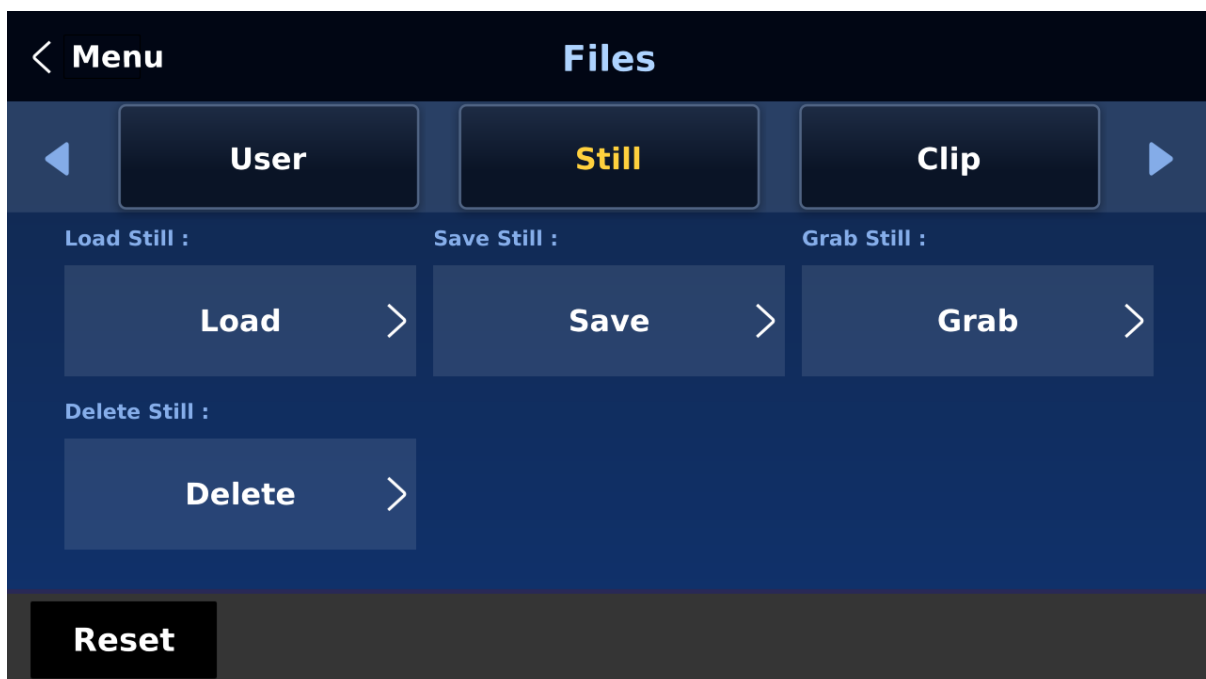 Menu
Files
User
Still
Clip
Load Still :
Save Still :
Grab Still :
Load
Save
Grab
Delete Still :
Delete
Reset